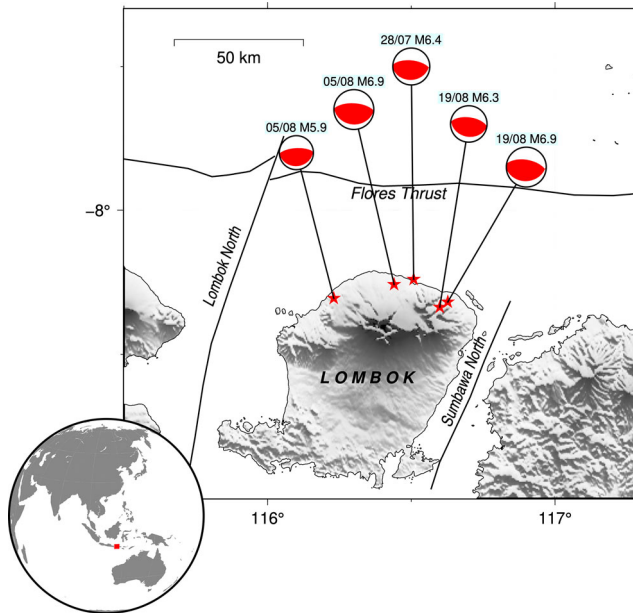 28/07 M6.4
50 km
05/08 M6.9
19/08 M6.3
05/08 M5.9
19/08 M6.9
Flores Thrust
−8°
Lombok North
LOMBOK
Sumbawa North
116°
117°